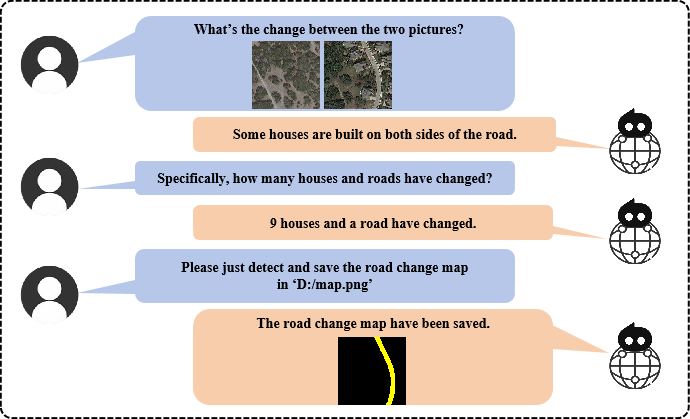 What's the change between the two pictures?
Some houses are built on both sides of the road.
Specifically, how many houses and roads have changed?
9 houses and a road have changed.
Please just detect and save the road change map
in ‘D:/map.png’
The road change map have been saved.